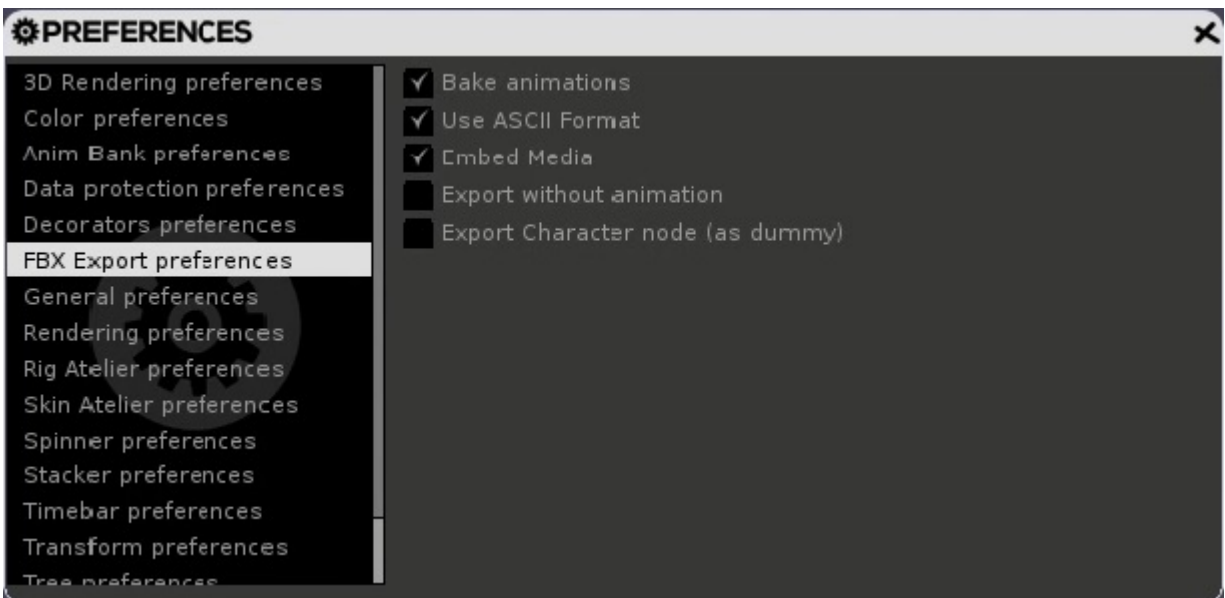 PREFERENCES
3D Rendering preferences
Color preferences
Anim Bank preferences
Data protection preferences
Decorators preferences
FBX Export preferences
General preferences
Rendering preferences
Rig Atelier preferences
Skin Atelier preferences
Spinner preferences
Stacker preferences
Timebar preferences
Transform preferences
Tree preferences
Bake animations
Use ASCII Format
Embed Media
Export without animation
Export Character node (as dummy)